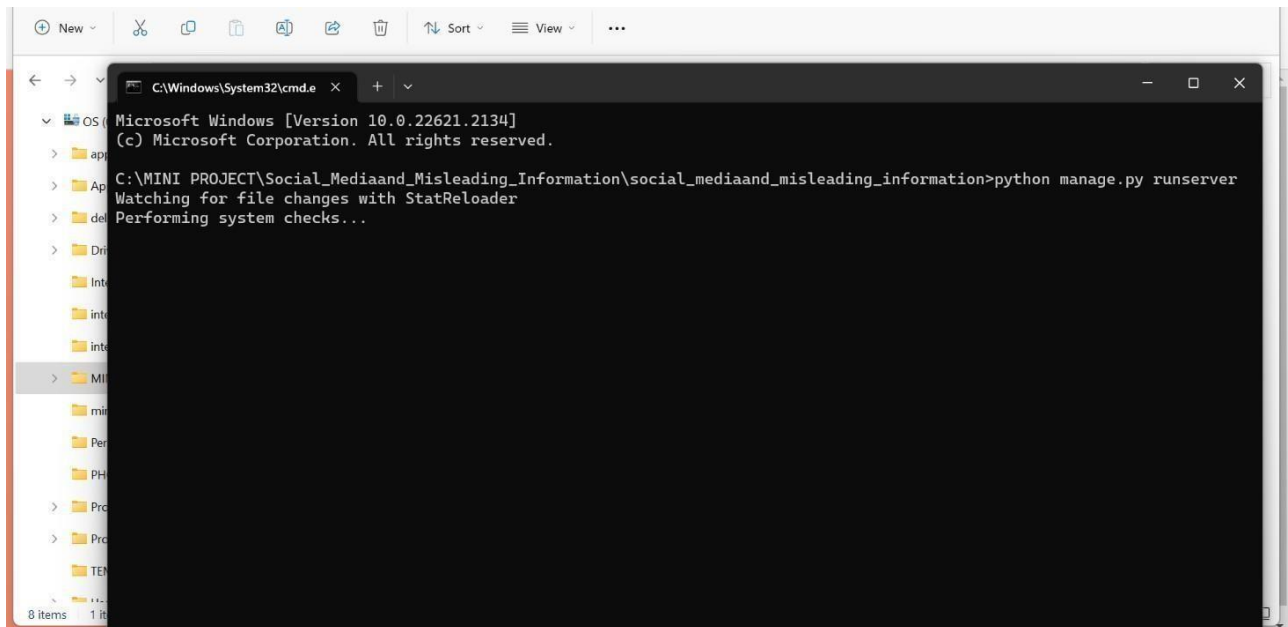 New
Sort
View
C:\Windows\System32\cmd.e
OS
Microsoft Windows [Version 10.0.22621.2134]
(c) Microsoft Corporation. All rights reserved.
C:\MINI PROJECT\Social_Mediaand_Misleading_Information\social_mediaand_misleading_information>python manage.py runserver
Watching for file changes with StatReloader
Performing system checks...
8 items